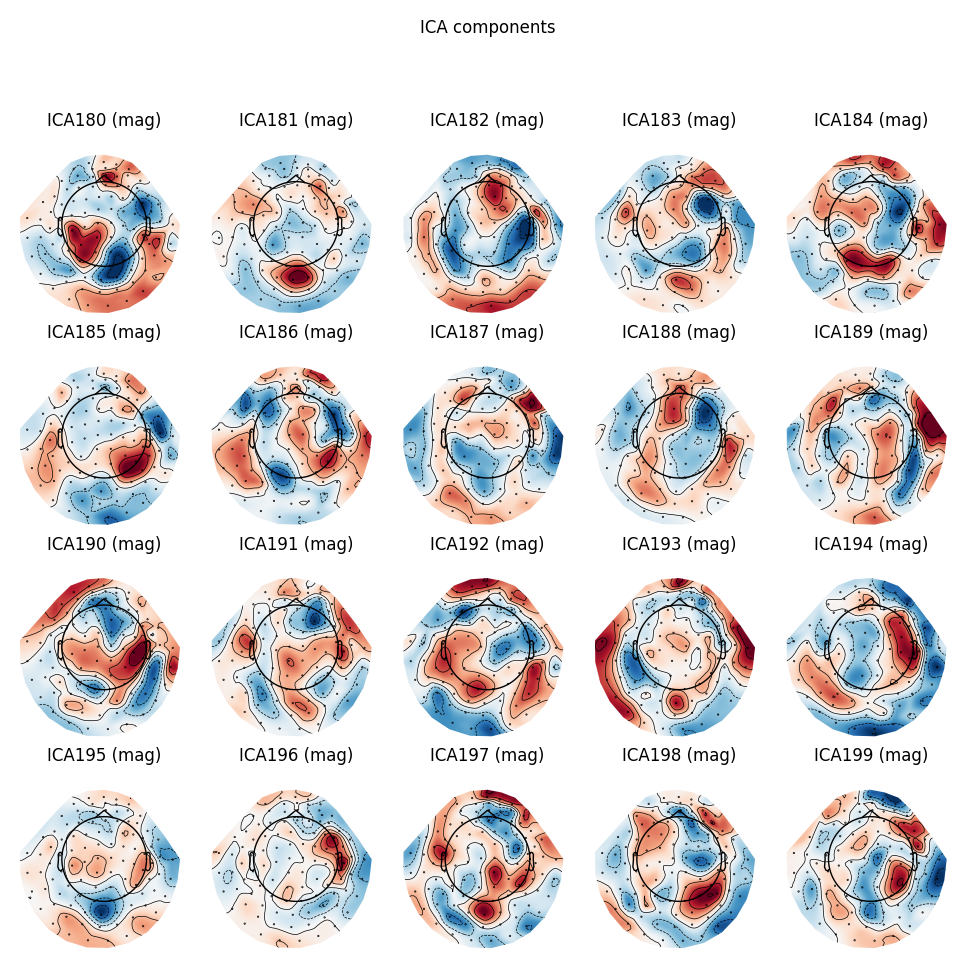 ICA components
ICA180 (mag) ICA181 (mag) ICA182 (mag) ICA183 (mag) ICA184 (mag)
ICA185 (mag) ICA186 (mag) ICA187 (mag) ICA188 (mag) ICA189 (mag)
ICA190 (mag) ICA191 (mag) ICA192 (mag) ICA193 (mag) ICA194 (mag)
ICA195 (mag) ICA196 (mag) ICA197 (mag) ICA198 (mag) ICA199 (mag)